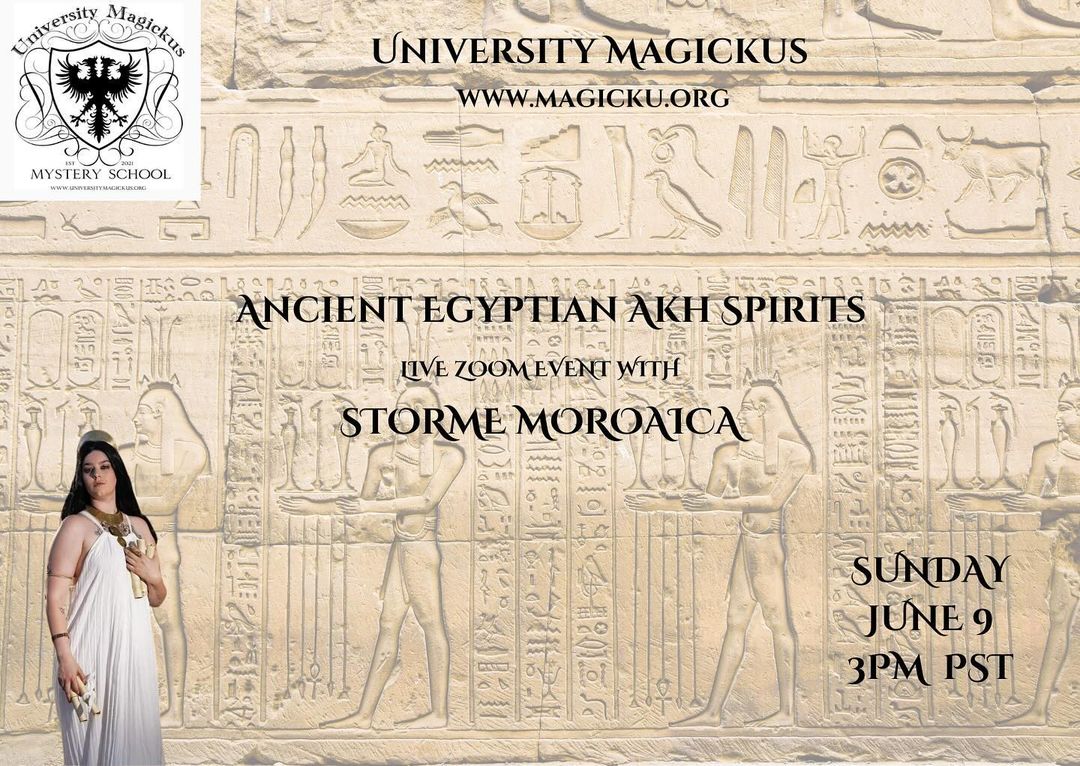 University Magickus
EST 2021
MYSTERY SCHOOL
WWW.UNIVERSITYMAGICKUS.ORG
UNIVERSITY MAGICKUS
WWW.MAGICKU.ORG
ANCIENT EGYPTIAN AKH SPIRITS
LIVE ZOOM EVENT WITH
STORME MOROAICA
SUNDAY
JUNE 9
3PM PST